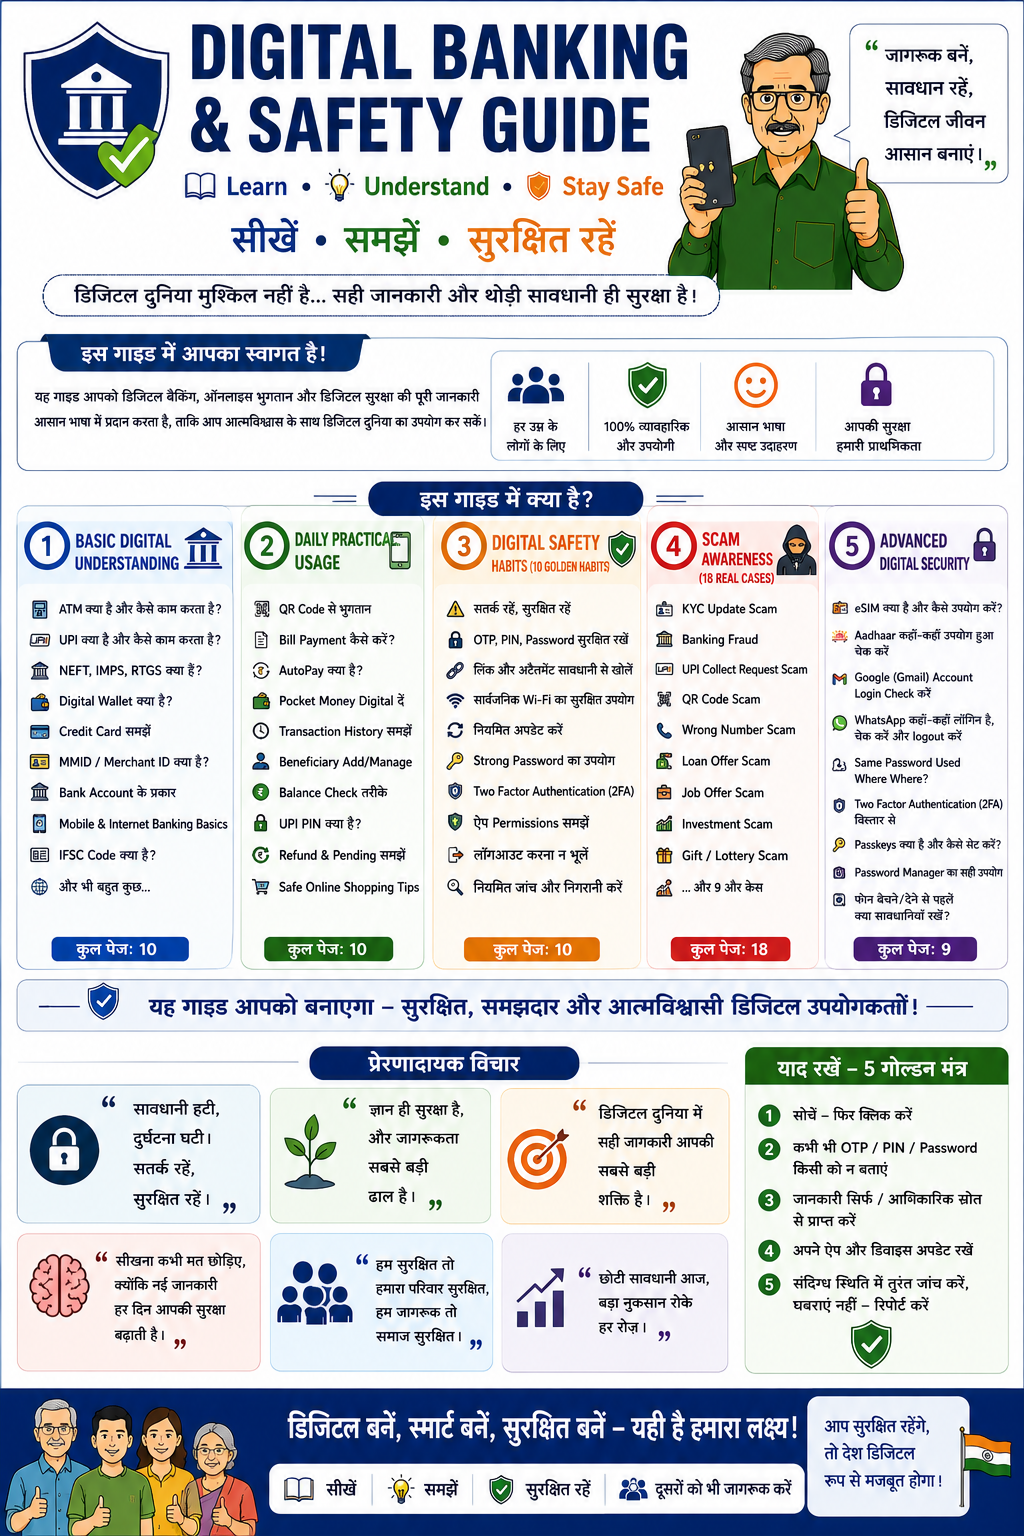 DIGITAL BANKING
& SAFETY GUIDE
Learn • Understand • Stay Safe
सीखें • समझें • सुरक्षित रहें
“ जागरूक बनें,
सावधान रहें,
डिजिटल जीवन
आसान बनाएं। ”
डिजिटल दुनिया मुश्किल नहीं है... सही जानकारी और थोड़ी सावधानी ही सुरक्षा है!
इस गाइड में आपका स्वागत है!
यह गाइड आपको डिजिटल बैकिंग, ऑनलाइस भुगतान और डिजिटल सुरक्षा की पूरी जानकारी
आसान भाषा में प्रदान करता है, ताकि आप आत्मविश्वास के साथ डिजिटल दुनिया का उपयोग कर सकें।
हर उम्र के
लोगों के लिए
100% व्यावहारिक
और उपयोगी
आसान भाषा
और स्पष्ट उदाहरण
आपकी सुरक्षा
हमारी प्राथमिकता
इस गाइड में क्या है?
1 BASIC DIGITAL
UNDERSTANDING
ATM क्या है और कैसे काम करता है?
UPI UPI क्या है और कैसे काम करता है?
NEFT, IMPS, RTGS क्या हैं?
Digital Wallet क्या है?
Credit Card समझें
MMID / Merchant ID क्या है?
Bank Account के प्रकार
Mobile & Internet Banking Basics
IFSC Code क्या है?
और भी बहुत कुछ...
कुल पेज: 10
2 DAILY PRACTICAL
USAGE
QR Code से भुगतान
Bill Payment कैसे करें?
AutoPay क्या है?
Pocket Money Digital दें
Transaction History समझें
Beneficiary Add/Manage
Balance Check तरीके
UPI PIN क्या है?
Refund & Pending समझें
Safe Online Shopping Tips
कुल पेज: 10
3 DIGITAL SAFETY
HABITS (10 GOLDEN HABITS)
सतर्क रहें, सुरक्षित रहें
OTP, PIN, Password सुरक्षित रखें
लिंक और अटैतमेंट सावधानी से खोलें
सार्वजनिक Wi-Fi का सुरक्षित उपयोग
नियमित अपडेट करें
Strong Password का उपयोग
Two Factor Authentication (2FA)
ऐप Permissions समझें
लॉगआउट करना न भूलें
नियमित जांच और निगरानी करें
कुल पेज: 10
4 SCAM
AWARENESS
(18 REAL CASES)
KYC Update Scam
Banking Fraud
UPI UPI Collect Request Scam
QR Code Scam
Wrong Number Scam
Loan Offer Scam
Job Offer Scam
Investment Scam
Gift / Lottery Scam
... और 9 और केस
कुल पेज: 18
5 ADVANCED
DIGITAL SECURITY
eSIM क्या है और कैसे उपयोग करें?
Aadhaar कहाँ-कहाँ उपयोग हुआ
चेक करें
Google (Gmail) Account
Login Check करें
WhatsApp कहाँ-कहाँ लॉगिन है,
चेक करें और logout करें
Same Password Used
Where Where?
Two Factor Authentication (2FA)
विस्तार से
Passkeys क्या है और कैसे सेट करें?
Password Manager का सही उपयोग
फोन बेचने/देने से पहलें
क्या सावधानियाँ रखें?
कुल पेज: 9
यह गाइड आपको बनाएगा – सुरक्षित, समझदार और आत्मविश्वासी डिजिटल उपयोगकर्ता!
प्रेरणादायक विचार
“ सावधानी हटी,
दुर्घटना घटी।
सतर्क रहें,
सुरक्षित रहें। ”
“ ज्ञान ही सुरक्षा है,
और जागरूकता
सबसे बड़ी
ढाल है। ”
“ डिजिटल दुनिया में
सही जागकारी आपकी
सबसे बड़ी
शक्ति है। ”
“ सीखना कभी मत छोड़िए,
क्योंकि नई जानकारी
हर दिन आपकी सुरक्षा
बढ़ाती है। ”
“ हम सुरक्षित तो
हमारा परिवार सुरक्षित,
हम जागरूक तो
समाज सुरक्षित। ”
“ छोटी सावधानी आज,
बड़ा नुकसान रोके
हर रोज़। ”
याद रखें – 5 गोल्डन मंत्र
1 सोचें – फिर क्लिक करें
2 कभी भी OTP / PIN / Password
किसी को न बताएं
3 जानकारी सिर्फ / आधिकारिक स्रोत
से प्राप्त करें
4 अपने ऐप और डिवाइस अपडेट रखें
5 संदिग्ध स्थिति में तुरंत जांच करें,
घबराएं नहीं – रिपोर्ट करें
डिजिटल बनें, स्मार्ट बनें, सुरक्षित बनें – यही है हमारा लक्ष्य!
सीखें
समझें
सुरक्षित रहें
दूसरों को भी जागरूक करें
आप सुरक्षित रहेंगे,
तो देश डिजिटल
रूप से मजबूत होगा!